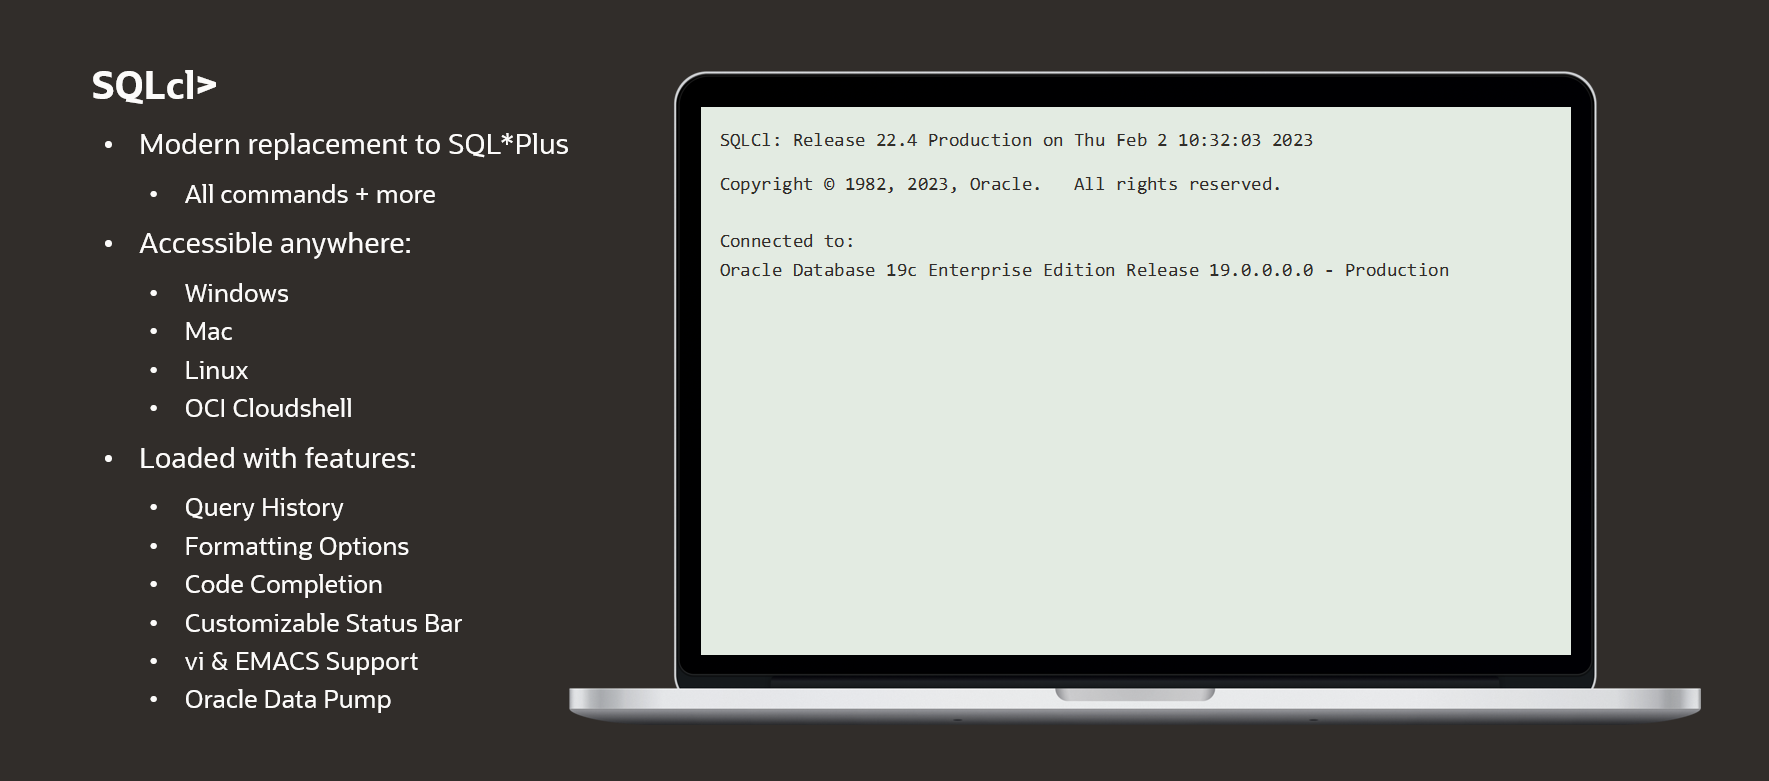 SQLcl>
• Modern replacement to SQL*Plus
• All commands + more
• Accessible anywhere:
• Windows
• Mac
• Linux
• OCI Cloudshell
• Loaded with features:
• Query History
• Formatting Options
• Code Completion
• Customizable Status Bar
• vi & EMACS Support
• Oracle Data Pump
SQLCl: Release 22.4 Production on Thu Feb 2 10:32:03 2023
Copyright © 1982, 2023, Oracle.   All rights reserved.
Connected to:
Oracle Database 19c Enterprise Edition Release 19.0.0.0.0 - Production